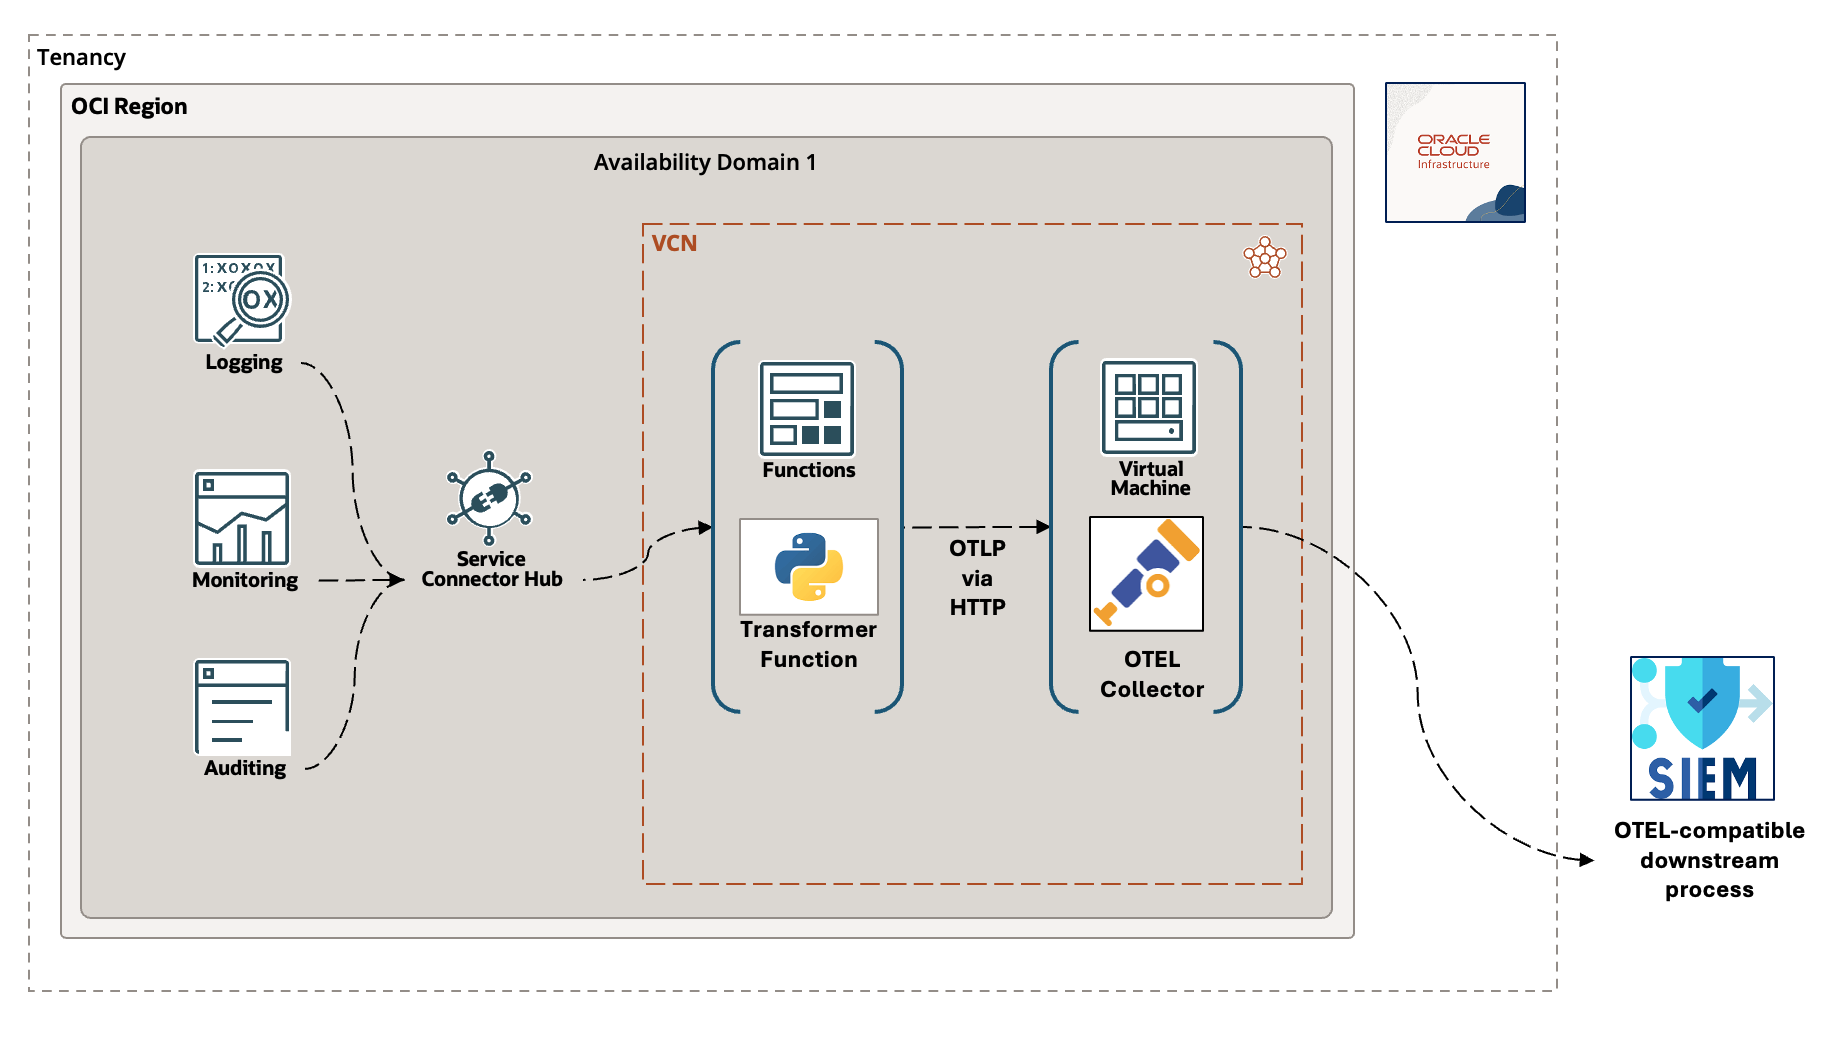 Tenancy
OCI Region
ORACLE
CLOUD
Infrastructure
Availability Domain 1
VCN
1: XOXOX
2: XO
OX
Logging
Monitoring
Auditing
Service
Connector Hub
Functions
Transformer
Function
OTLP
via
HTTP
Virtual
Machine
OTEL
Collector
SIEM
OTEL-compatible
downstream
process